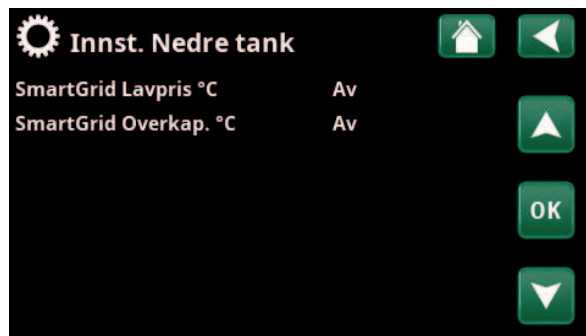 Innst. Nedre tank
SmartGrid Lavpris °C Av
SmartGrid Overkap. °C Av
OK